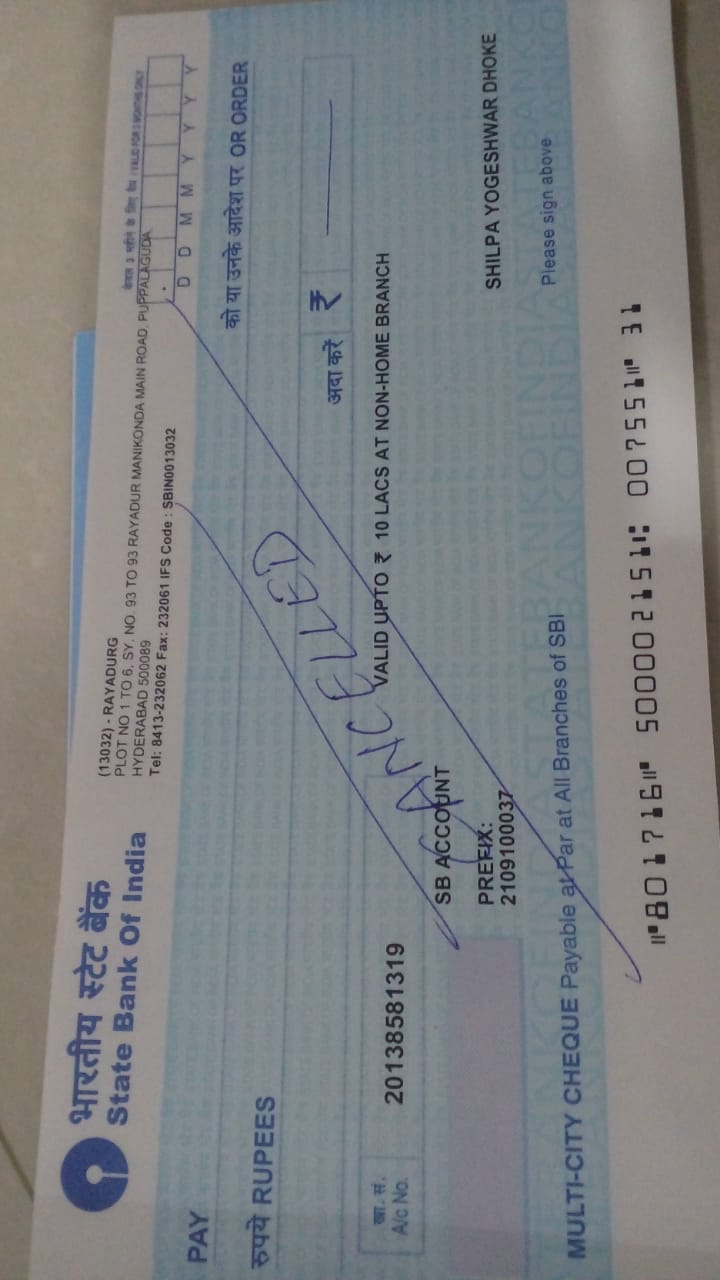 भारतीय स्टेट बैंक
State Bank Of India
(13032) - RAYADURG
PLOT NO 1 TO 6, SY. NO. 93 TO 93 RAYADUR MANIKONDA MAIN ROAD, PUPPALAGUDA,
HYDERABAD 500089
Tel: 8413-232062 Fax: 232061 IFS Code : SBIN0013032
केवल 3 महीने के लिए वैध / VALID FOR 3 MONTHS ONLY
D D M M Y Y Y Y
PAY
को या उनके आदेश पर OR ORDER
रुपये RUPEES
अदा करें ₹
CANCELLED
खा. सं.
A/c No.
20138581319
VALID UPTO ₹ 10 LACS AT NON-HOME BRANCH
SB ACCOUNT
PREFIX:
2109100037
SHILPA YOGESHWAR DHOKE
Please sign above
MULTI-CITY CHEQUE Payable at Par at All Branches of SBI
⑈801716⑈ 500002151⑆ 007551⑈ 31